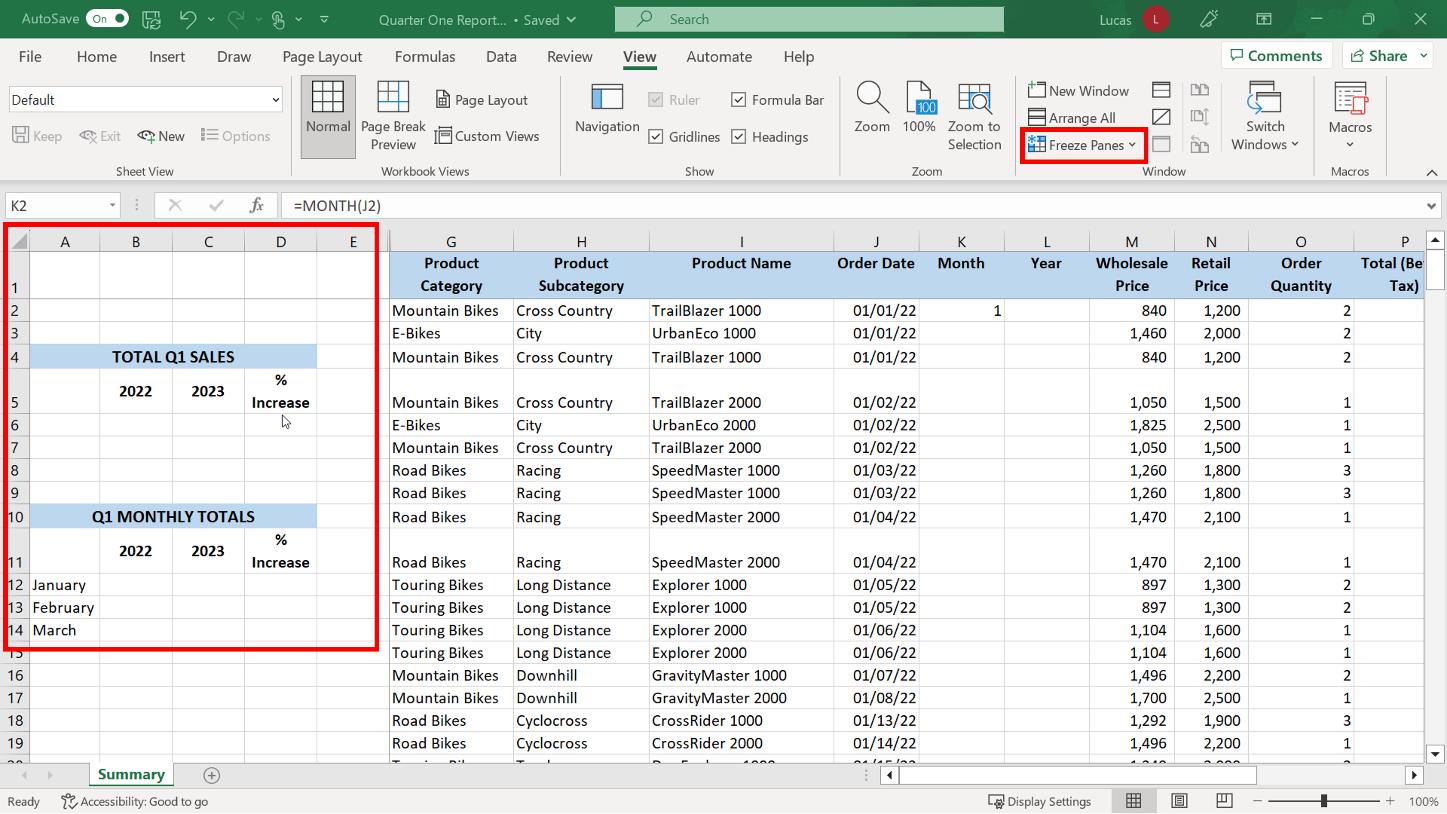 AutoSave On Quarter One Report... • Saved Search Lucas L
File Home Insert Draw Page Layout Formulas Data Review View Automate Help Comments Share
Default
Keep Exit New Options
Sheet View
Normal
Page Break
Preview
Page Layout
Custom Views
Workbook Views
Navigation
Ruler Formula Bar
Gridlines Headings
Show
Zoom
100
100%
Zoom to
Selection
Zoom
New Window
Arrange All
Freeze Panes
Switch
Windows
Window
Macros
Macros
K2 fx =MONTH(J2)
A B C D E G H I J K L M N O P
1 Product Category Product Subcategory Product Name Order Date Month Year Wholesale Price Retail Price Order Quantity Total (Be Tax)
2 Mountain Bikes Cross Country TrailBlazer 1000 01/01/22 1 840 1,200 2
3 E-Bikes City UrbanEco 1000 01/01/22 1,460 2,000 2
4 TOTAL Q1 SALES Mountain Bikes Cross Country TrailBlazer 1000 01/01/22 840 1,200 2
5 2022 2023 % Increase Mountain Bikes Cross Country TrailBlazer 2000 01/02/22 1,050 1,500 1
6 E-Bikes City UrbanEco 2000 01/02/22 1,825 2,500 1
7 Mountain Bikes Cross Country TrailBlazer 2000 01/02/22 1,050 1,500 1
8 Road Bikes Racing SpeedMaster 1000 01/03/22 1,260 1,800 3
9 Road Bikes Racing SpeedMaster 1000 01/03/22 1,260 1,800 3
10 Q1 MONTHLY TOTALS Road Bikes Racing SpeedMaster 2000 01/04/22 1,470 2,100 1
11 2022 2023 % Increase Road Bikes Racing SpeedMaster 2000 01/04/22 1,470 2,100 1
12 January Touring Bikes Long Distance Explorer 1000 01/05/22 897 1,300 2
13 February Touring Bikes Long Distance Explorer 1000 01/05/22 897 1,300 2
14 March Touring Bikes Long Distance Explorer 2000 01/06/22 1,104 1,600 1
15 Touring Bikes Long Distance Explorer 2000 01/06/22 1,104 1,600 1
16 Mountain Bikes Downhill GravityMaster 1000 01/07/22 1,496 2,200 2
17 Mountain Bikes Downhill GravityMaster 2000 01/08/22 1,700 2,500 1
18 Road Bikes Cyclocross CrossRider 1000 01/13/22 1,292 1,900 3
19 Road Bikes Cyclocross CrossRider 2000 01/14/22 1,496 2,200 1
Summary
Ready Accessibility: Good to go Display Settings 100%